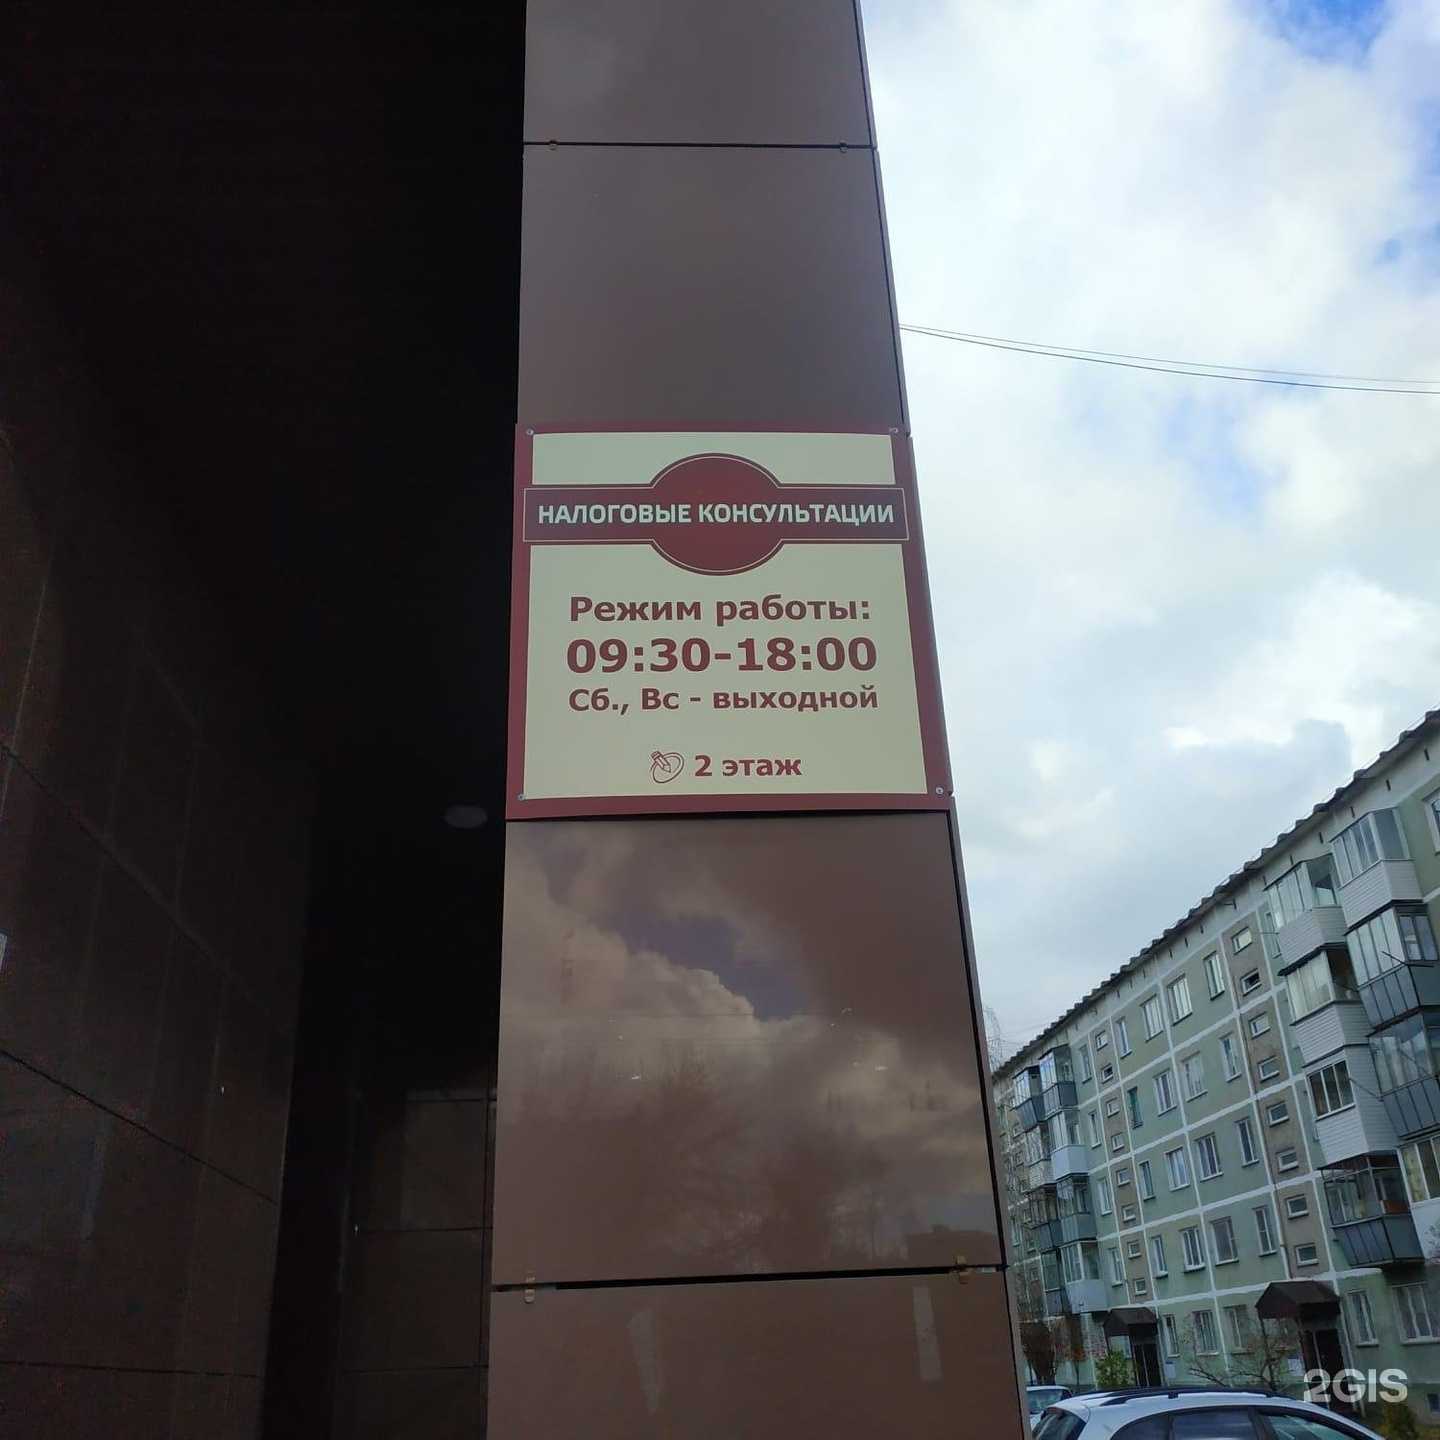 НАЛОГОВЫЕ КОНСУЛЬТАЦИИ
Режим работы:
09:30-18:00
Сб., Вс - выходной
2 этаж
2GIS